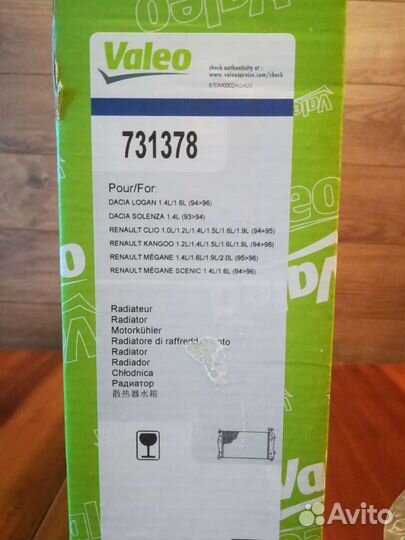 Valeo
check authenticity at :
www.valeoservice.com/check
731378
Pour/For:
DACIA LOGAN 1.4L/1.6L (94>96)
DACIA SOLENZA 1.4L (93>94)
RENAULT CLIO 1.0L/1.2L/1.4L/1.5L/1.6L/1.9L (94>95)
RENAULT KANGOO 1.2L/1.4L/1.5L/1.6L/1.9L (94>96)
RENAULT MÉGANE 1.4L/1.6L/1.9L/2.0L (95>96)
RENAULT MÉGANE SCENIC 1.4L/1.6L (94>96)
Radiateur
Radiator
Motorkühler
Radiatore di
Radiator
Radiador
Chłodnica
Радиатор
散热器水箱
Valeo
Avito